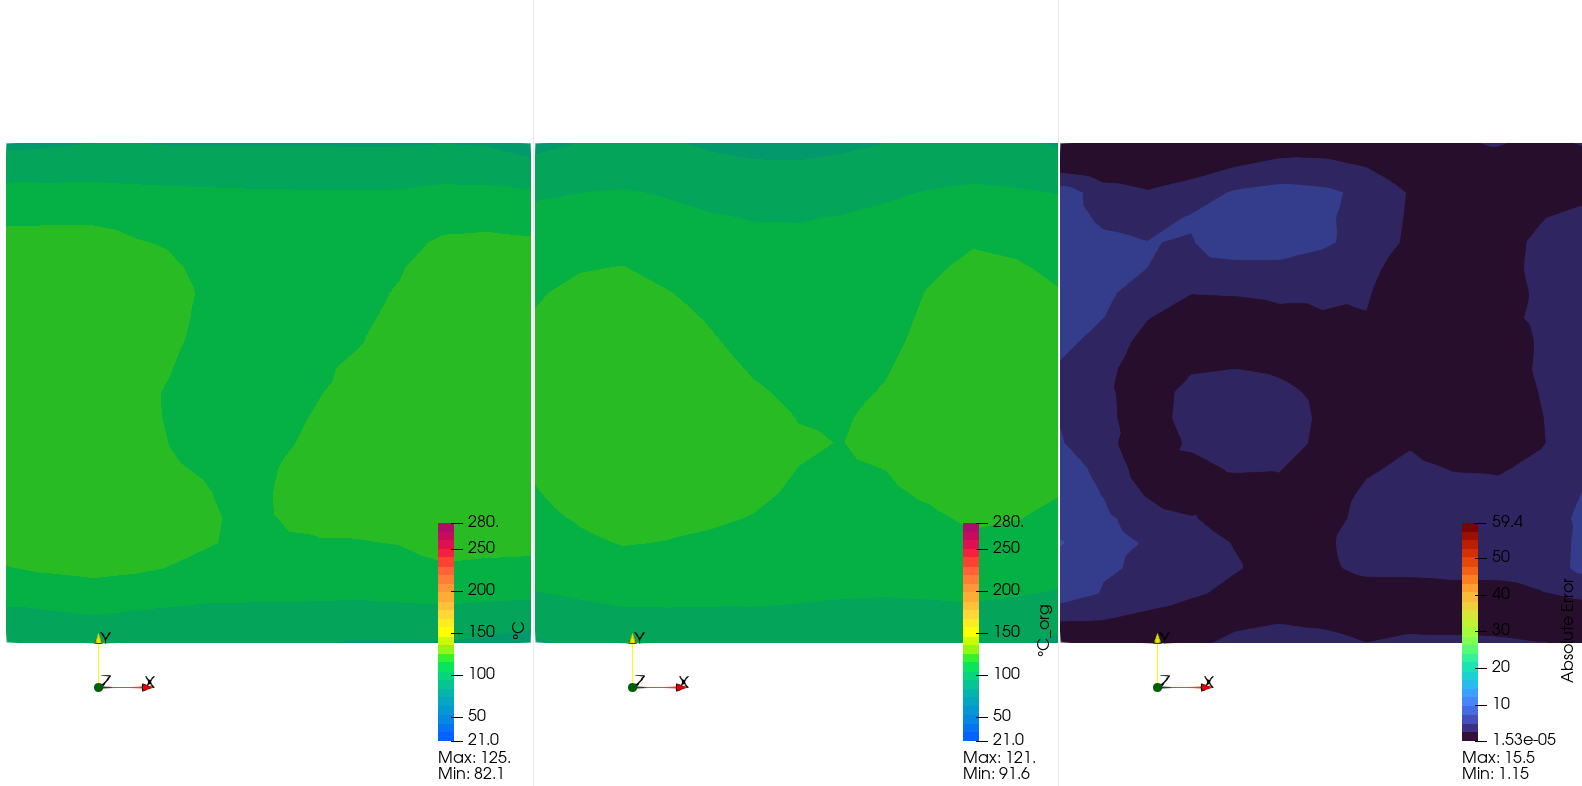 280.
250
200
150
100
50
21.0
°C
Max: 125.
Min: 82.1
Y
Z
X
280.
250
200
150
100
50
21.0
°C_org
Max: 121.
Min: 91.6
Y
Z
X
59.4
50
40
30
20
10
1.53e-05
Absolute Error
Max: 15.5
Min: 1.15
Y
Z
X